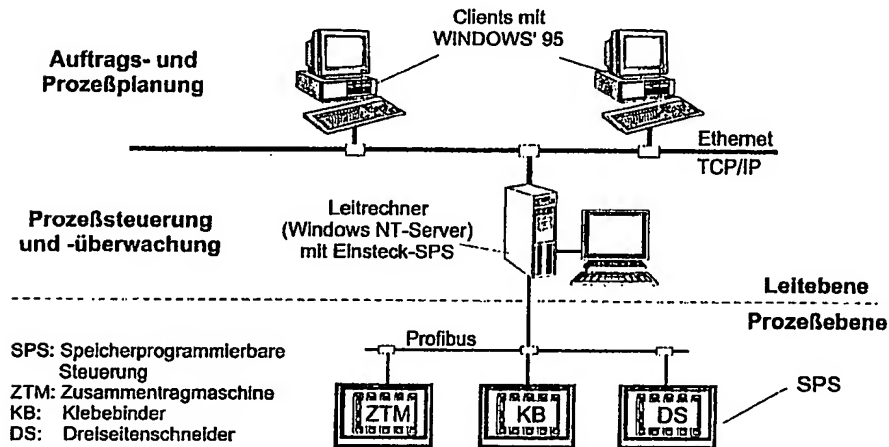 Clients mit
WINDOWS' 95
Auftrags- und
Prozeßplanung
Ethernet
TCP/IP
Leitrechner
(Windows NT-Server)
mit Einsteck-SPS
Prozeßsteuerung
und -überwachung
Leitebene
Prozeßebene
Profibus
SPS: Speicherprogrammierbare
Steuerung
ZTM: Zusammentragmaschine
KB: Klebebinder
DS: Dreiseitenschneider
ZTM
KB
DS
SPS